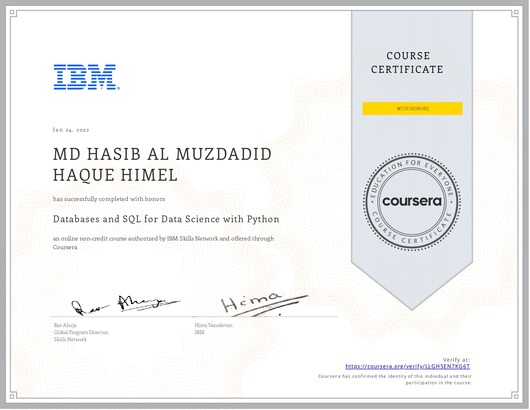 IBM
COURSE
CERTIFICATE
WITH HONORS
Jan 24, 2022
MD HASIB AL MUZDADID
HAQUE HIMEL
has successfully completed with honors
Databases and SQL for Data Science with Python
an online non-credit course authorized by IBM Skills Network and offered through
Coursera
EDUCATION FOR EVERYONE
coursera
COURSE CERTIFICATE
Rav Ahuja
Global Program Director,
Skills Network
Hima Vasudevan
IBM
Verify at:
https://coursera.org/verify/LLGHSEN7KG6T
Coursera has confirmed the identity of this individual and their
participation in the course.